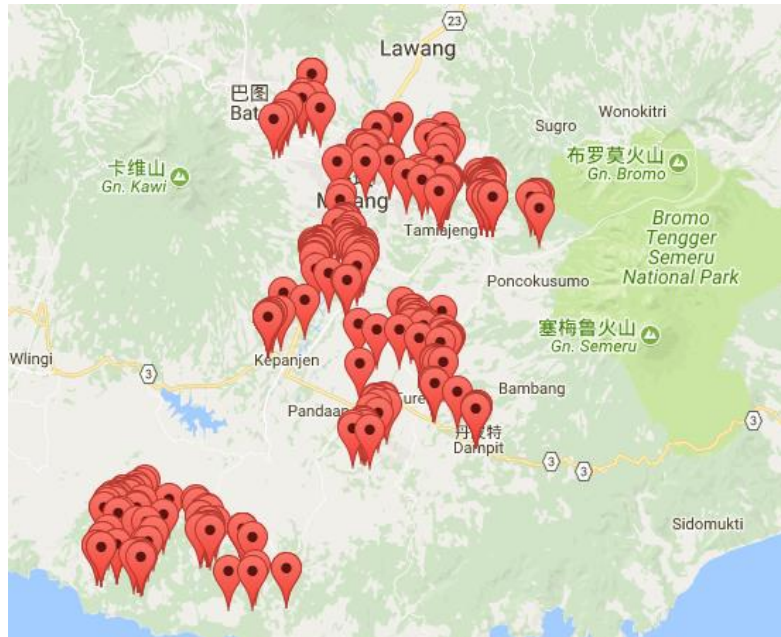 23
Lawang
巴图
Wonokitri
Sugro
布罗莫火山
Gn. Bromo
卡维山
Gn. Kawi
Bromo
Tengger
Semeru
National Park
Poncokusumo
塞梅鲁火山
Gn. Semeru
Wlingi
3
Kepanjen
Bambang
Pandaan
Dampit
3
3
3
Sidomukti